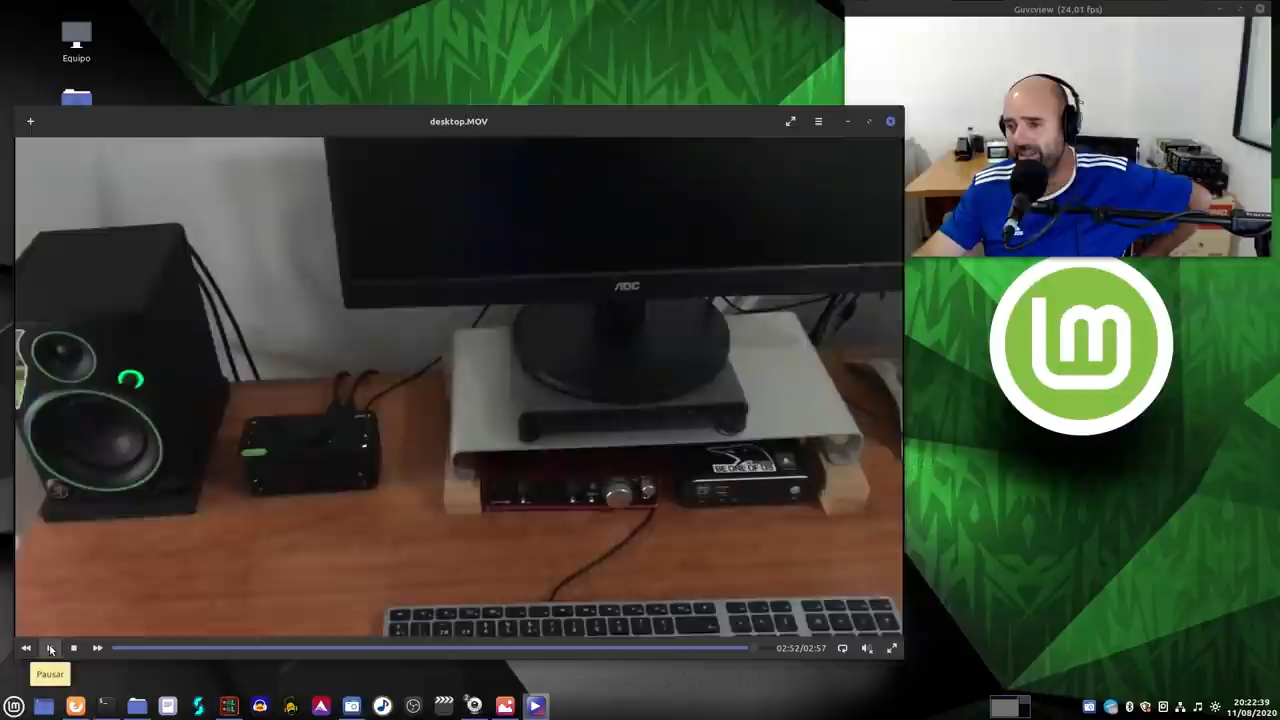 Guvcview (24,01 fps)
Equipo
desktop.MOV
AOC
BE ONE OF US
02:52/02:57
Pausar
lm
20:22:39
11/08/2020